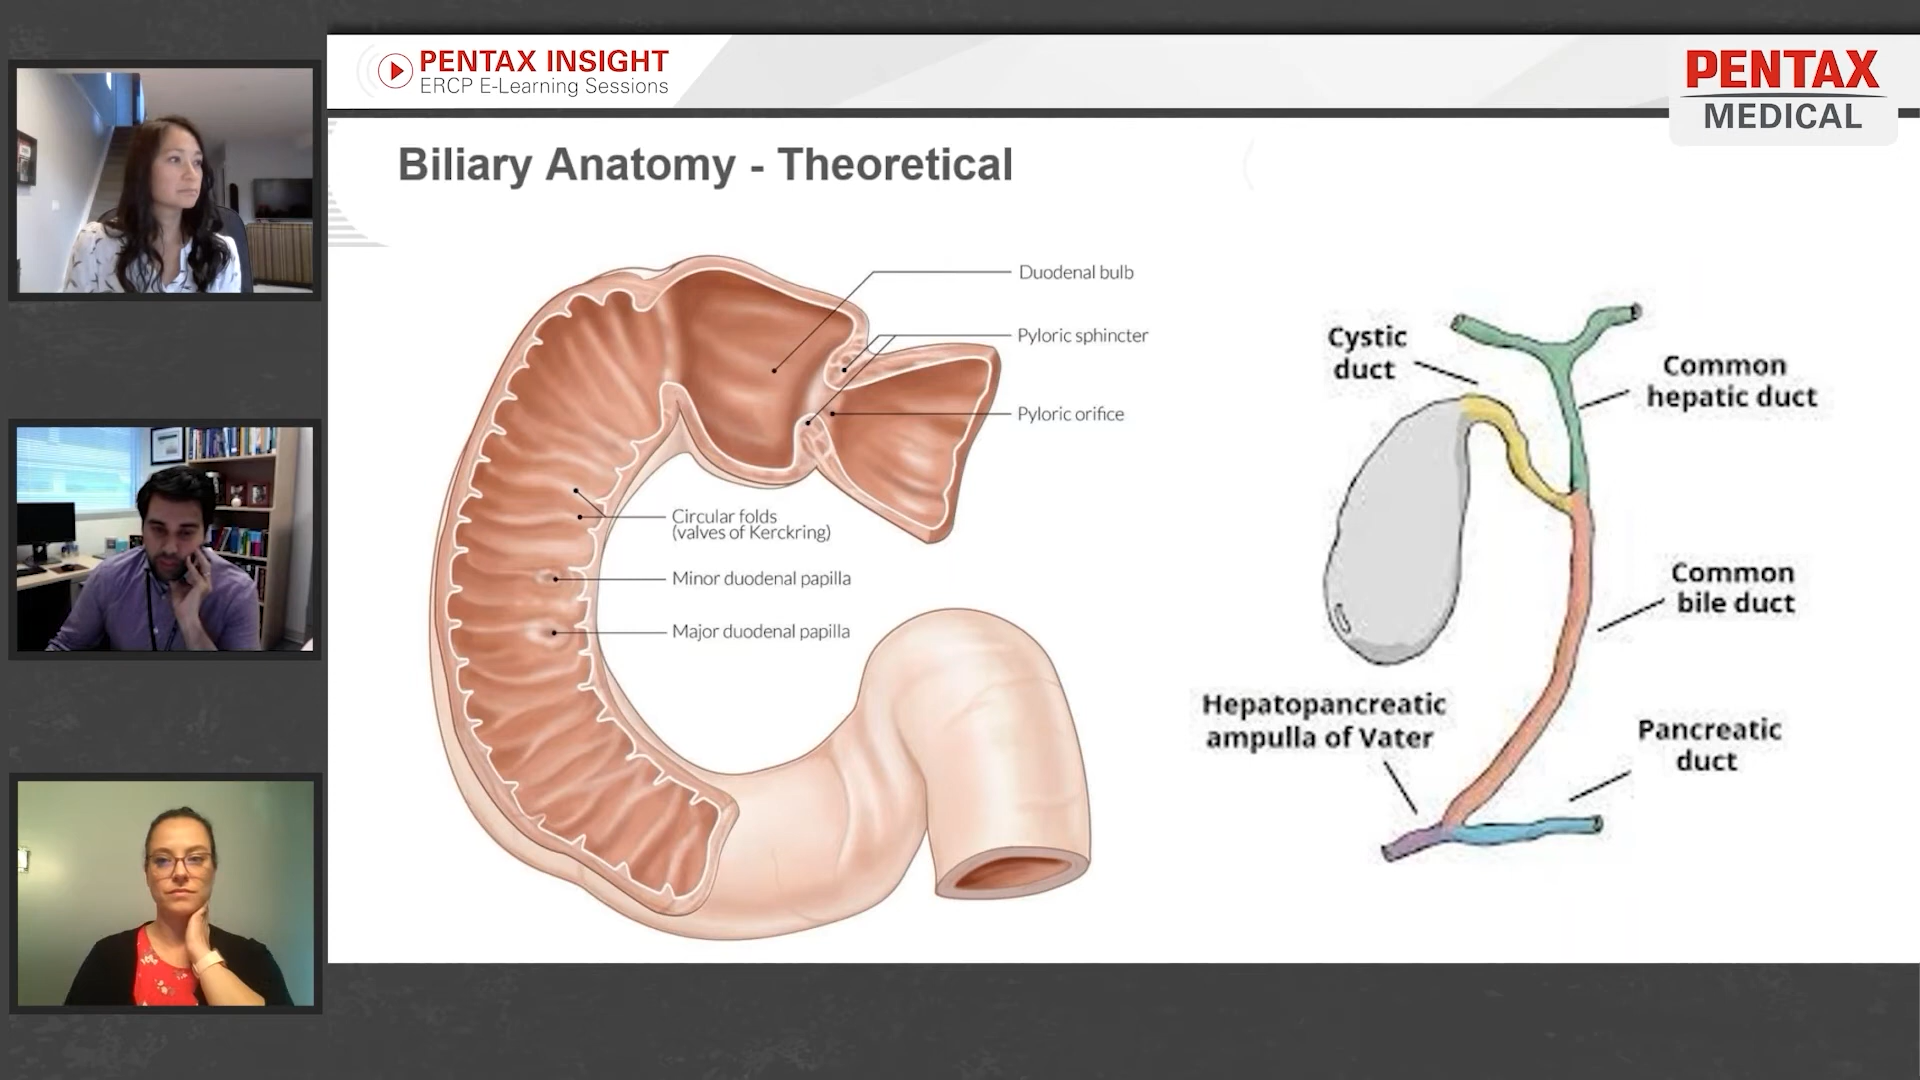 PENTAX INSIGHT
ERCP E-Learning Sessions
PENTAX
MEDICAL
Biliary Anatomy - Theoretical
Duodenal bulb
Pyloric sphincter
Pyloric orifice
Circular folds
(valves of Kerckring)
Minor duodenal papilla
Major duodenal papilla
Cystic
duct
Common
hepatic duct
Common
bile duct
Hepatopancreatic
ampulla of Vater
Pancreatic
duct